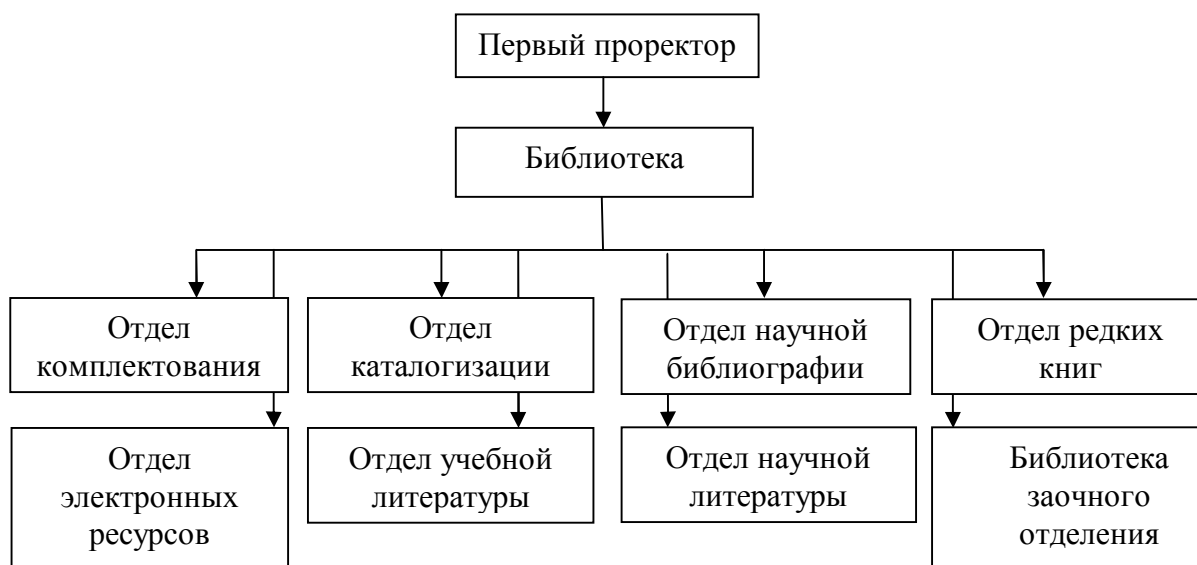 Первый проректор
Библиотека
Отдел
комплектования
Отдел
каталогизации
Отдел научной
библиографии
Отдел редких
книг
Отдел
электронных
ресурсов
Отдел учебной
литературы
Отдел научной
литературы
Библиотека
заочного
отделения